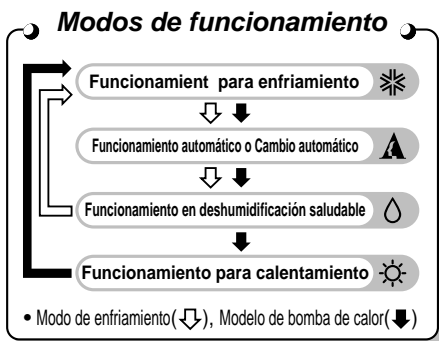 Modos de funcionamiento
Funcionamient para enfriamiento
Funcionamiento automático o Cambio automático
Funcionamiento en deshumidificación saludable
Funcionamiento para calentamiento
• Modo de enfriamiento(⇩), Modelo de bomba de calor(⬇)